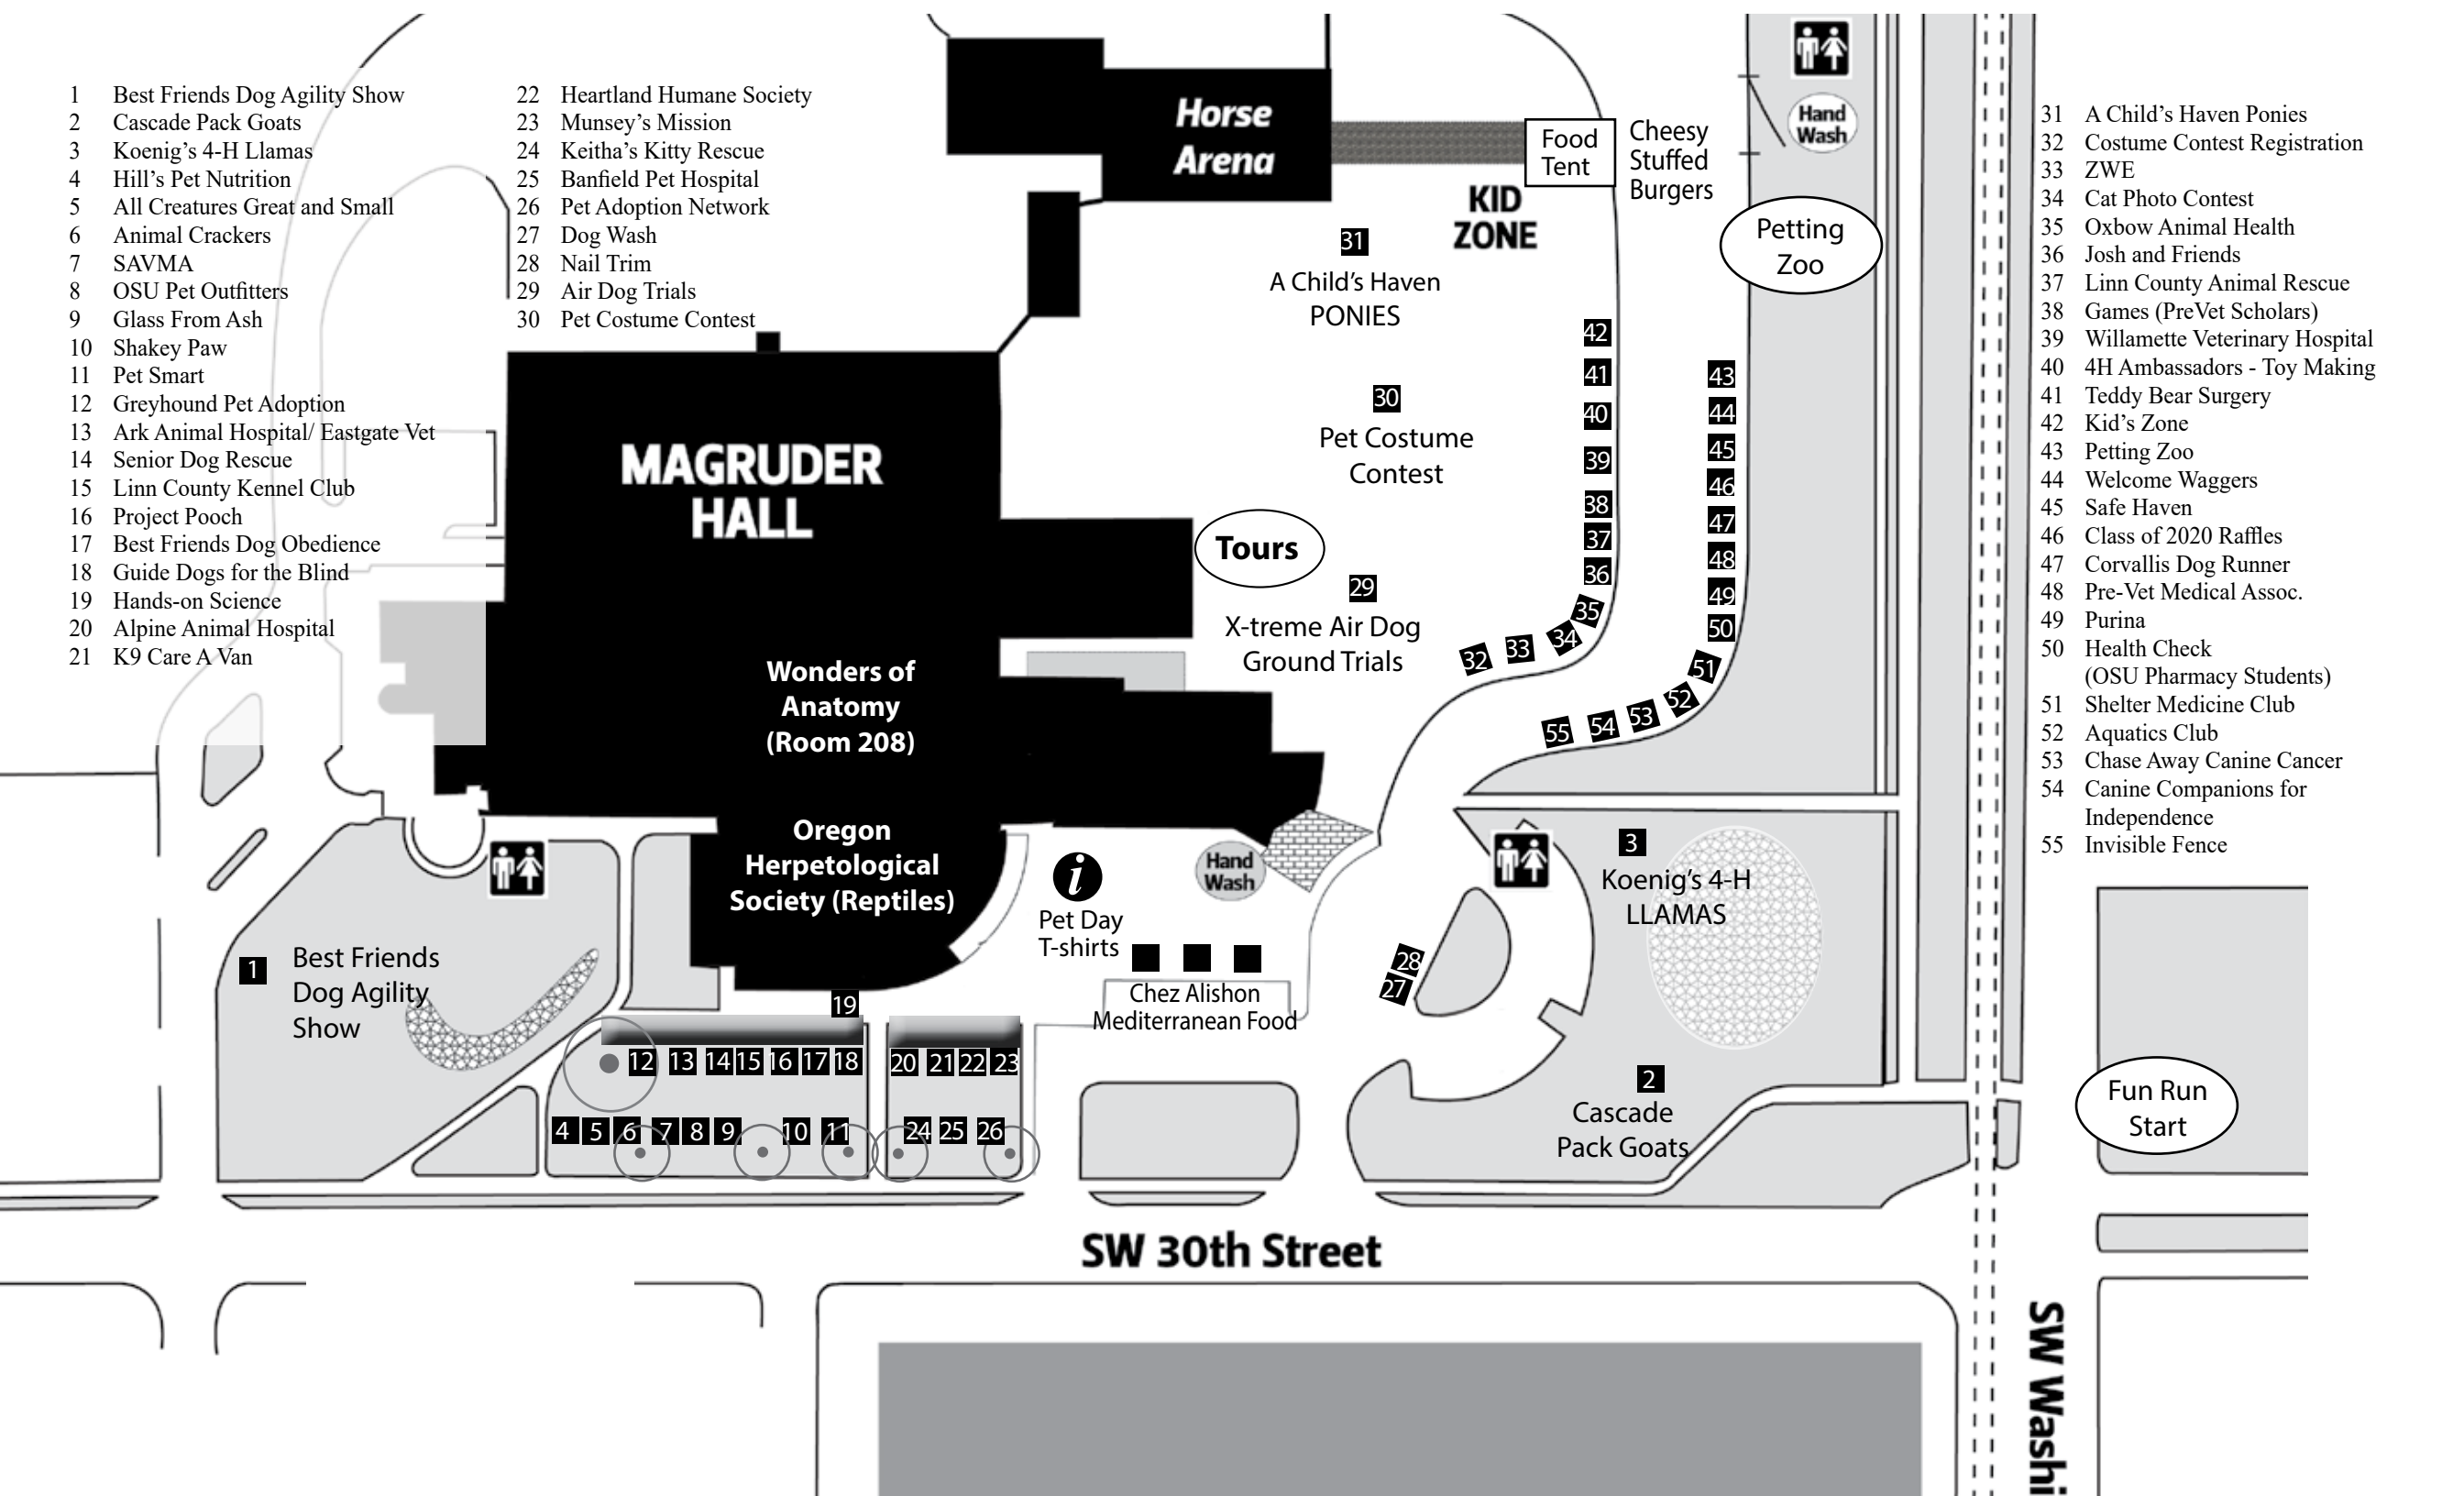 1 Best Friends Dog Agility Show
2 Cascade Pack Goats
3 Koenig's 4-H Llamas
4 Hill's Pet Nutrition
5 All Creatures Great and Small
6 Animal Crackers
7 SAVMA
8 OSU Pet Outfitters
9 Glass From Ash
10 Shakey Paw
11 Pet Smart
12 Greyhound Pet Adoption
13 Ark Animal Hospital/ Eastgate Vet
14 Senior Dog Rescue
15 Linn County Kennel Club
16 Project Pooch
17 Best Friends Dog Obedience
18 Guide Dogs for the Blind
19 Hands-on Science
20 Alpine Animal Hospital
21 K9 Care A Van
22 Heartland Humane Society
23 Munsey's Mission
24 Keitha's Kitty Rescue
25 Banfield Pet Hospital
26 Pet Adoption Network
27 Dog Wash
28 Nail Trim
29 Air Dog Trials
30 Pet Costume Contest
31 A Child's Haven Ponies
32 Costume Contest Registration
33 ZWE
34 Cat Photo Contest
35 Oxbow Animal Health
36 Josh and Friends
37 Linn County Animal Rescue
38 Games (PreVet Scholars)
39 Willamette Veterinary Hospital
40 4H Ambassadors - Toy Making
41 Teddy Bear Surgery
42 Kid's Zone
43 Petting Zoo
44 Welcome Waggers
45 Safe Haven
46 Class of 2020 Raffles
47 Corvallis Dog Runner
48 Pre-Vet Medical Assoc.
49 Purina
50 Health Check
(OSU Pharmacy Students)
51 Shelter Medicine Club
52 Aquatics Club
53 Chase Away Canine Cancer
54 Canine Companions for
Independence
55 Invisible Fence
Horse
Arena
Food
Tent
Cheesy
Stuffed
Burgers
Hand
Wash
KID
ZONE
Petting
Zoo
31
A Child's Haven
PONIES
42
41
40
39
38
37
36
35
34
33
32
43
44
45
46
47
48
49
50
51
52
53
54
55
30
Pet Costume
Contest
MAGRUDER
HALL
Tours
29
X-treme Air Dog
Ground Trials
Wonders of
Anatomy
(Room 208)
Oregon
Herpetological
Society (Reptiles)
i
Pet Day
T-shirts
Hand
Wash
3
Koenig's 4-H
LLAMAS
1
Best Friends
Dog Agility
Show
28
27
Chez Alishon
Mediterranean Food
19
12 13 14 15 16 17 18 20 21 22 23
4 5 6 7 8 9 10 11 24 25 26
2
Cascade
Pack Goats
Fun Run
Start
SW 30th Street
SW Washi